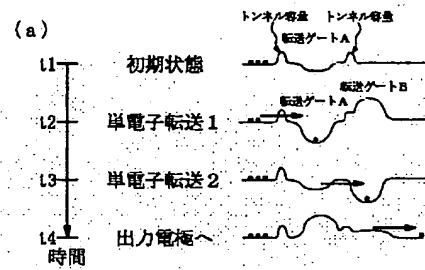 (a)
トンネル容量 トンネル容量
転送ゲートA
t1 初期状態
転送ゲートB
転送ゲートA
t2 単電子転送1
t3 単電子転送2
t4 出力電極へ
時間